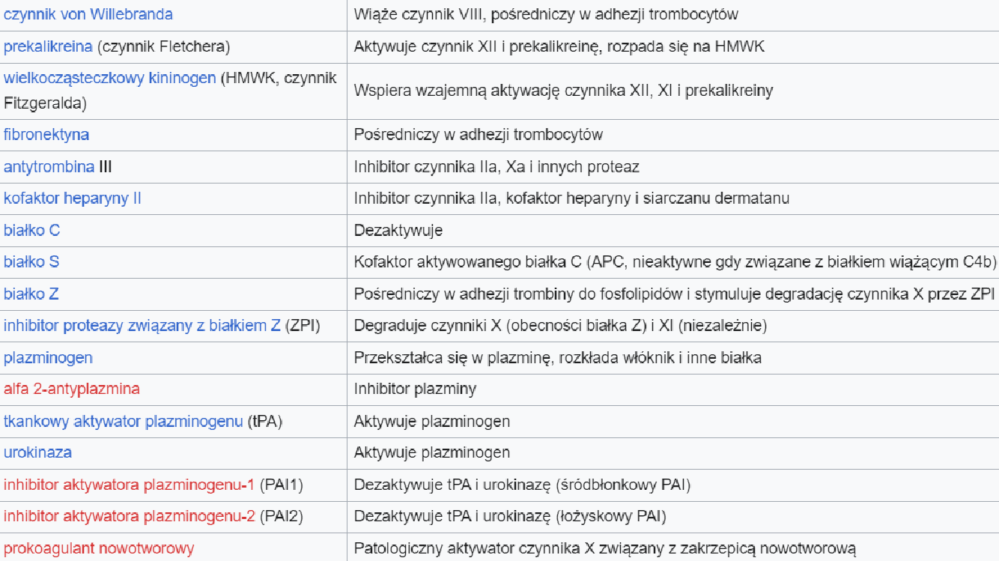 czynnik von Willebranda Wiąże czynnik VIII, pośredniczy w adhezji trombocytów
prekalikreina (czynnik Fletchera) Aktywuje czynnik XII i prekalikreinę, rozpada się na HMWK
wielkocząsteczkowy kininogen (HMWK, czynnik
Fitzgeralda)
Wspiera wzajemną aktywację czynnika XII, XI i prekalikreiny
fibronektyna Pośredniczy w adhezji trombocytów
antytrombina III Inhibitor czynnika IIa, Xa i innych proteaz
kofaktor heparyny II Inhibitor czynnika IIa, kofaktor heparyny i siarczanu dermatanu
białko C Dezaktywuje
białko S Kofaktor aktywowanego białka C (APC, nieaktywne gdy związane z białkiem wiążącym C4b)
białko Z Pośredniczy w adhezji trombiny do fosfolipidów i stymuluje degradację czynnika X przez ZPI
inhibitor proteazy związany z białkiem Z (ZPI) Degraduje czynniki X (obecności białka Z) i XI (niezależnie)
plazminogen Przekształca się w plazminę, rozkłada włóknik i inne białka
alfa 2-antyplazmina Inhibitor plazminy
tkankowy aktywator plazminogenu (tPA) Aktywuje plazminogen
urokinaza Aktywuje plazminogen
inhibitor aktywatora plazminogenu-1 (PAI1) Dezaktywuje tPA i urokinazę (śródbłonkowy PAI)
inhibitor aktywatora plazminogenu-2 (PAI2) Dezaktywuje tPA i urokinazę (łożyskowy PAI)
prokoagulant nowotworowy Patologiczny aktywator czynnika X związany z zakrzepicą nowotworową